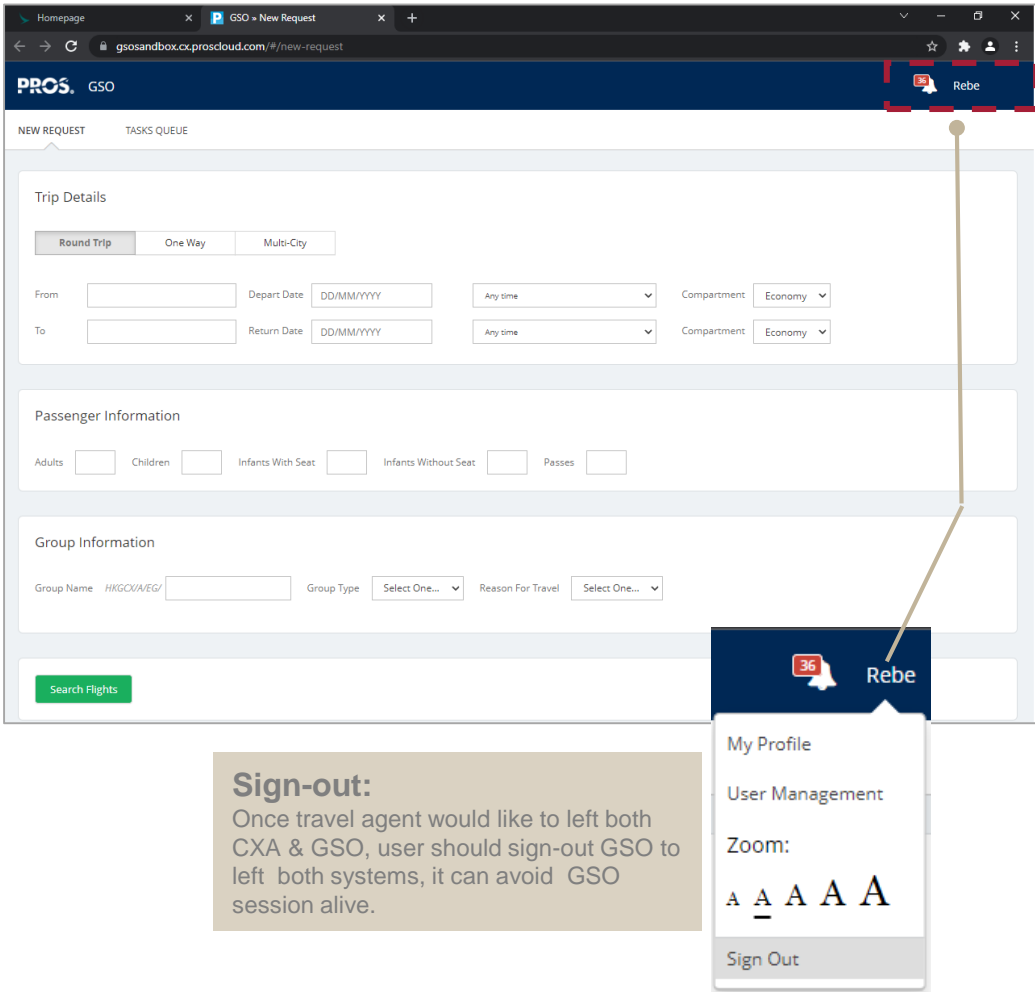 Homepage
GSO » New Request
gsosandbox.cx.proscloud.com/#/new-request
PROS. GSO
36 Rebe
NEW REQUEST TASKS QUEUE
Trip Details
Round Trip One Way Multi-City
From Depart Date DD/MM/YYYY Any time Compartment Economy
To Return Date DD/MM/YYYY Any time Compartment Economy
Passenger Information
Adults Children Infants With Seat Infants Without Seat Passes
Group Information
Group Name HKGCX/A/EG/ Group Type Select One... Reason For Travel Select One...
Search Flights
36 Rebe
My Profile
User Management
Zoom:
A A A A A
Sign Out
Sign-out:
Once travel agent would like to left both
CXA & GSO, user should sign-out GSO to
left both systems, it can avoid GSO
session alive.